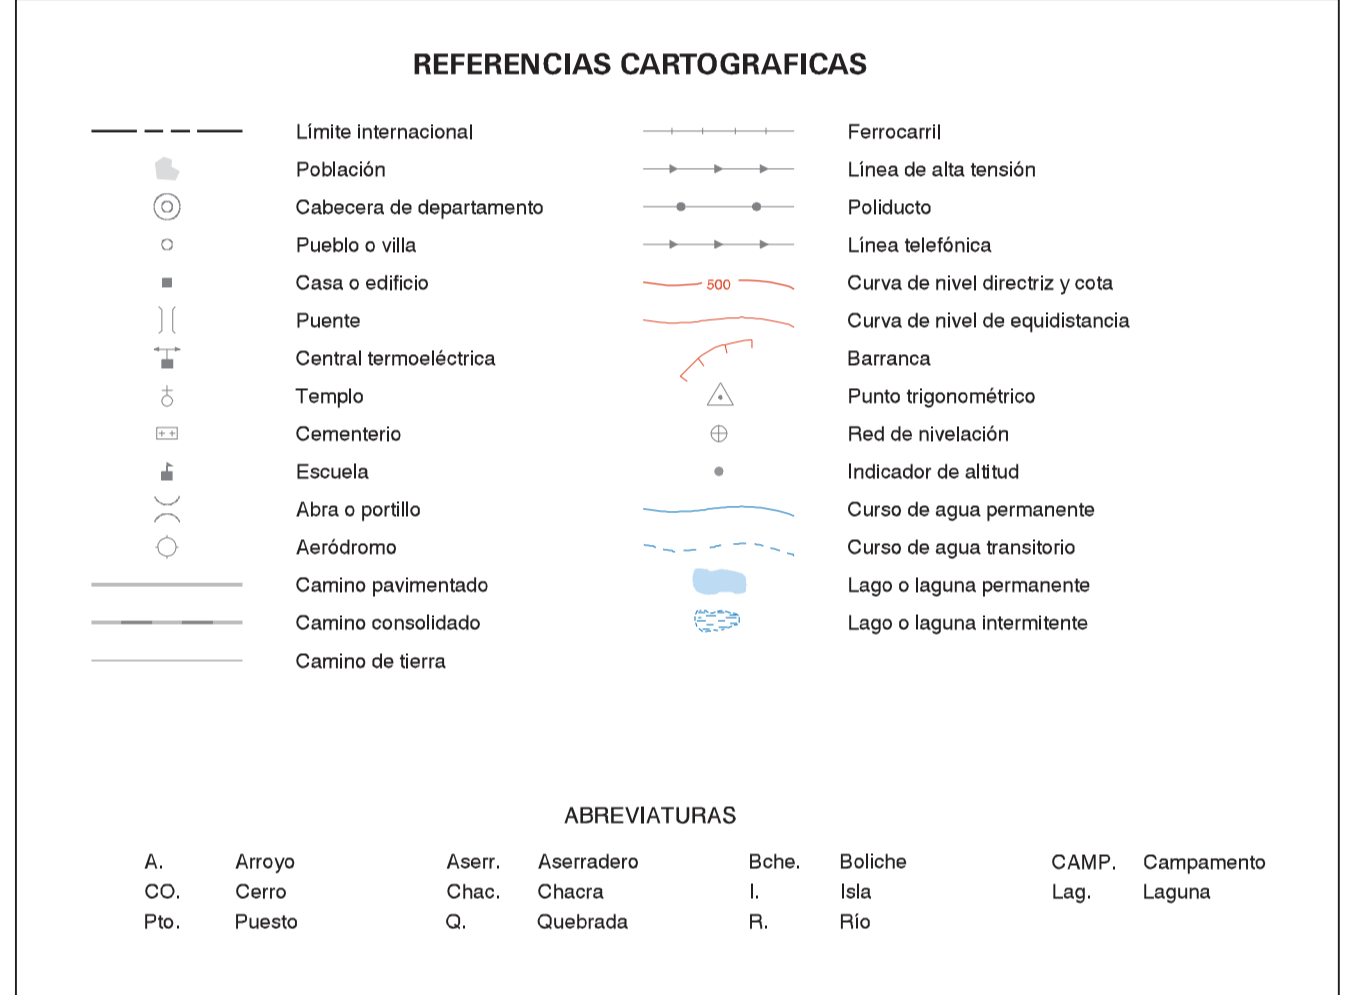 REFERENCIAS CARTOGRAFICAS
Límite internacional
Población
Cabecera de departamento
Pueblo o villa
Casa o edificio
Puente
Central termoeléctrica
Templo
Cementerio
Escuela
Abra o portillo
Aeródromo
Camino pavimentado
Camino consolidado
Camino de tierra
Ferrocarril
Línea de alta tensión
Poliducto
Línea telefónica
500 Curva de nivel directriz y cota
Curva de nivel de equidistancia
Barranca
Punto trigonométrico
Red de nivelación
Indicador de altitud
Curso de agua permanente
Curso de agua transitorio
Lago o laguna permanente
Lago o laguna intermitente
ABREVIATURAS
A. Arroyo Aserr. Aserradero Bche. Boliche CAMP. Campamento
CO. Cerro Chac. Chacra I. Isla Lag. Laguna
Pto. Puesto Q. Quebrada R. Río